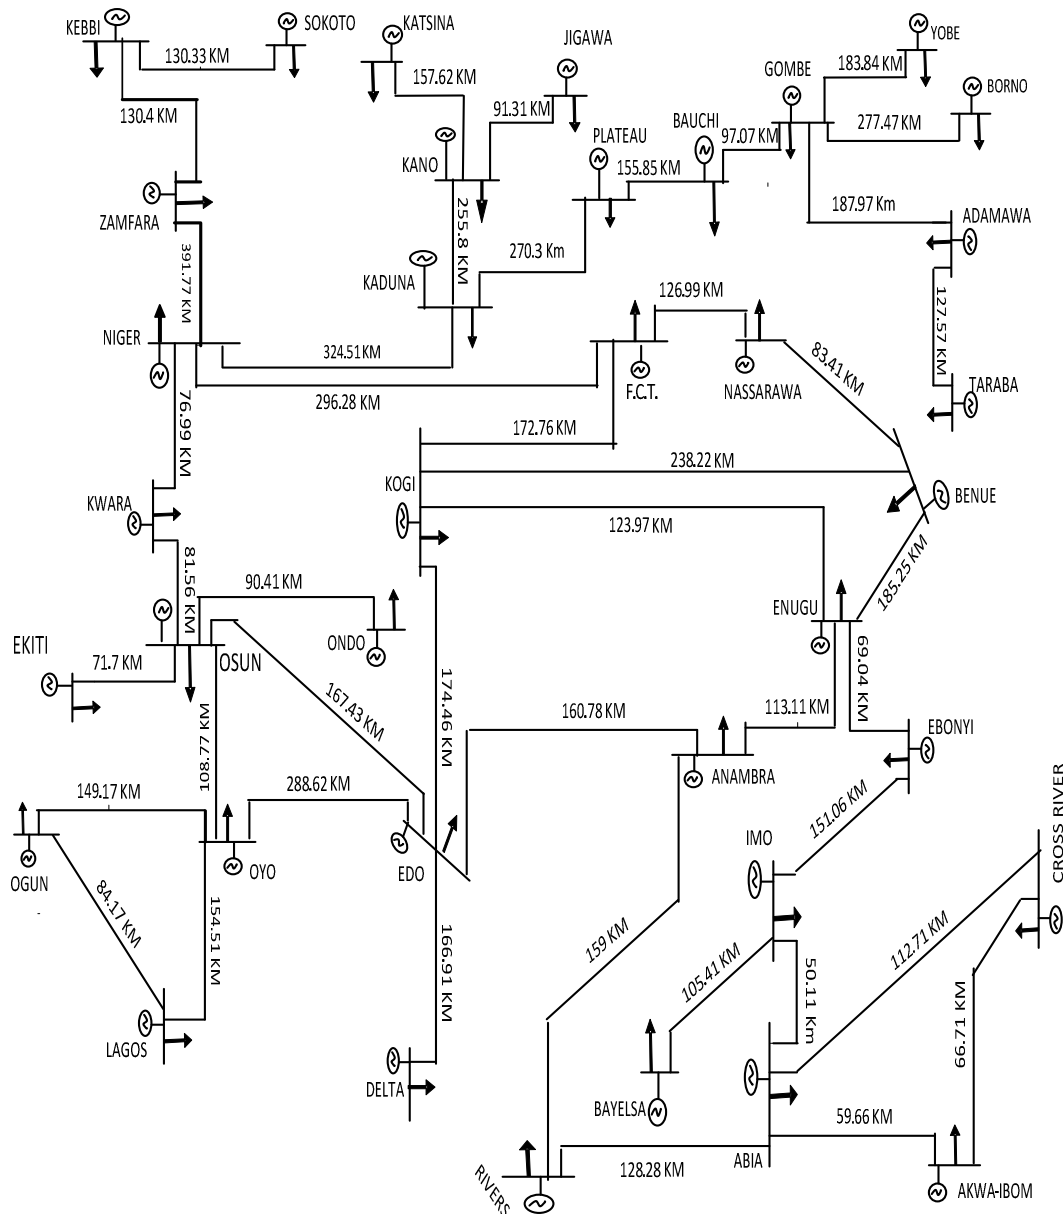 KEBBI
SOKOTO
130.33 KM
130.4 KM
KATSINA
157.62 KM
JIGAWA
91.31 KM
KANO
PLATEAU
BAUCHI
155.85 KM
97.07 KM
GOMBE
183.84 KM
YOBE
BORNO
277.47 KM
187.97 Km
ADAMAWA
127.57 KM
TARABA
ZAMFARA
391.77 KM
255.8 KM
270.3 Km
KADUNA
NIGER
324.51 KM
296.28 KM
126.99 KM
F.C.T.
NASSARAWA
83.41 KM
76.99 KM
172.76 KM
238.22 KM
KOGI
BENUE
KWARA
123.97 KM
185.25 KM
81.56 KM
90.41 KM
ENUGU
ONDO
EKITI
OSUN
71.7 KM
69.04 KM
167.43 KM
174.46 KM
160.78 KM
113.11 KM
EBONYI
108.77 KM
ANAMBRA
149.17 KM
288.62 KM
151.06 KM
CROSS RIVER
IMO
OGUN
OYO
EDO
84.17 KM
154.51 KM
166.91 KM
159 KM
105.41 KM
112.71 KM
50.11 Km
66.71 KM
LAGOS
DELTA
BAYELSA
59.66 KM
ABIA
128.28 KM
RIVERS
AKWA-IBOM